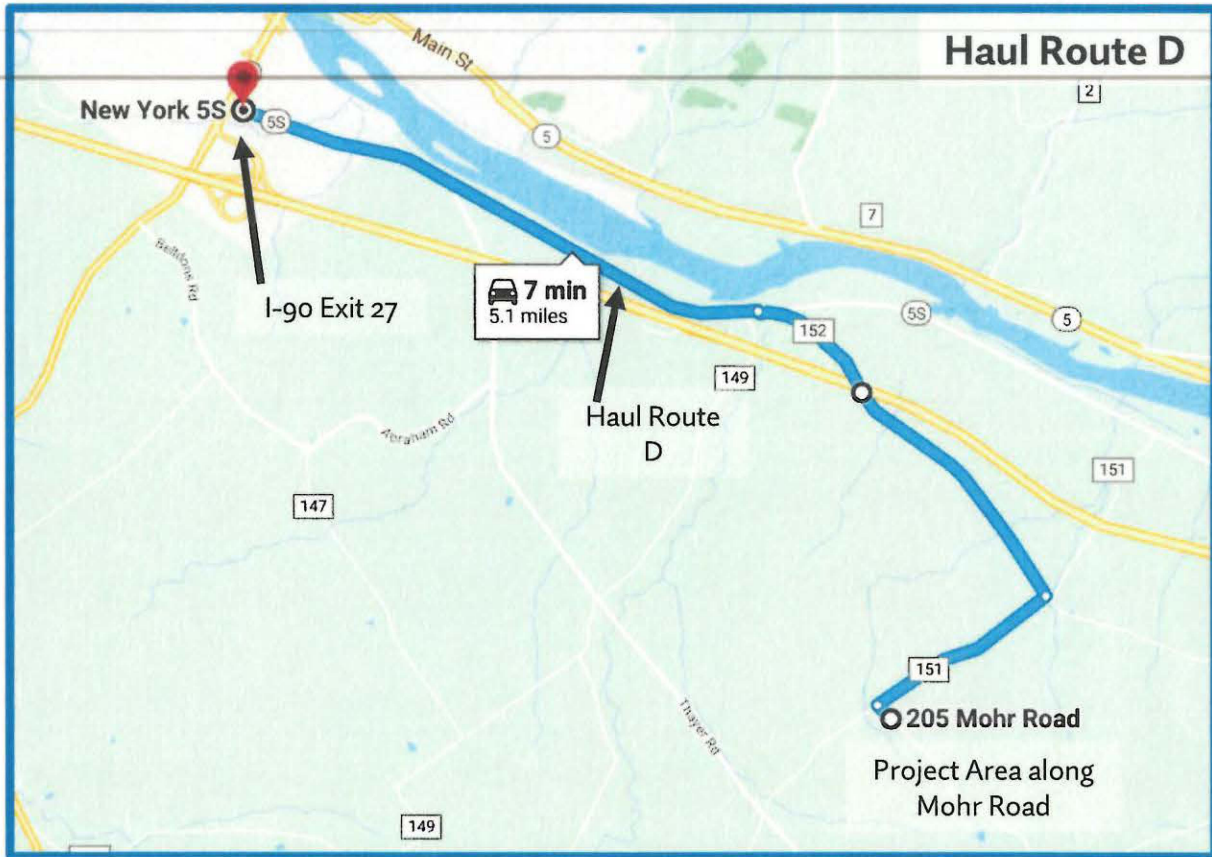 Haul Route D
Main St
2
New York 5S
5S
5
7
Belldons Rd
I-90 Exit 27
7 min
5.1 miles
152
5S
5
149
Haul Route
D
Abraham Rd
151
147
151
205 Mohr Road
Thayer Rd
Project Area along
Mohr Road
149